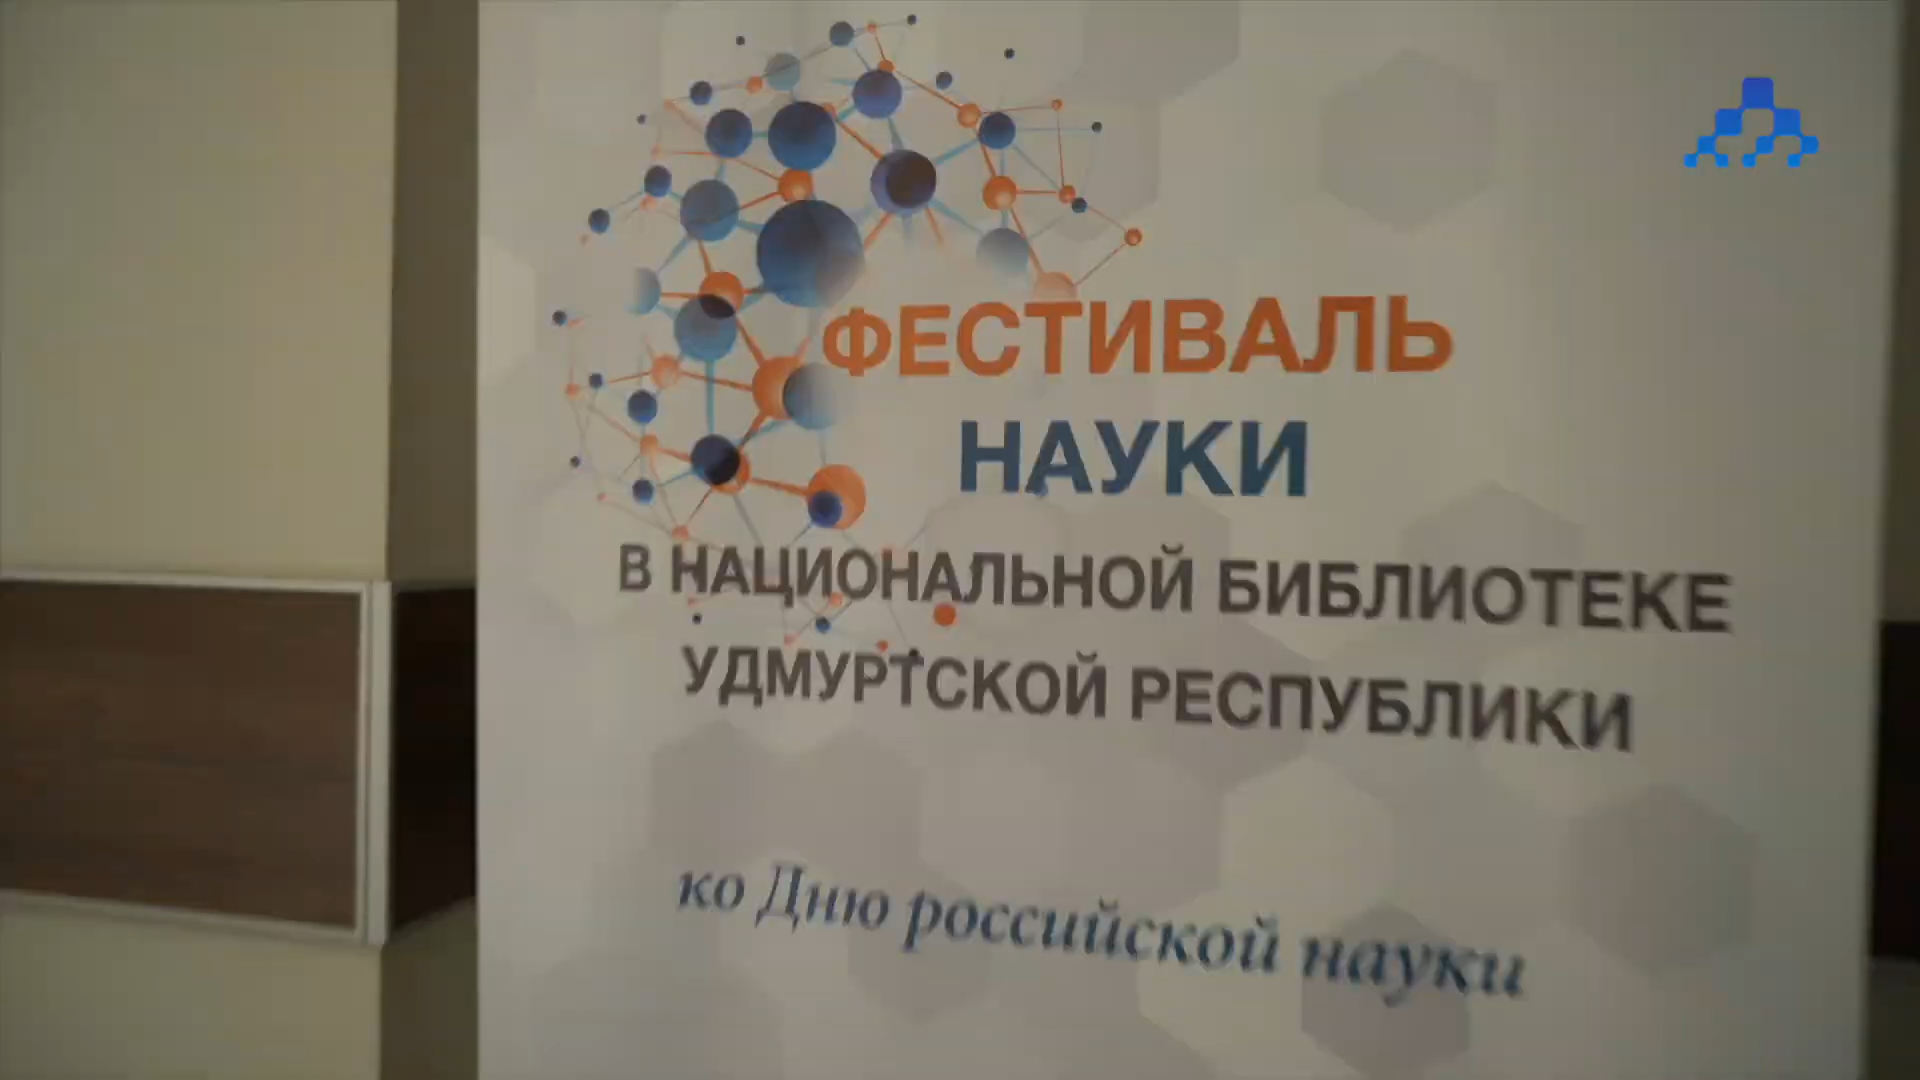 ФЕСТИВАЛЬ
НАУКИ
В НАЦИОНАЛЬНОЙ БИБЛИОТЕКЕ
УДМУРТСКОЙ РЕСПУБЛИКИ
ко Дню российской науки